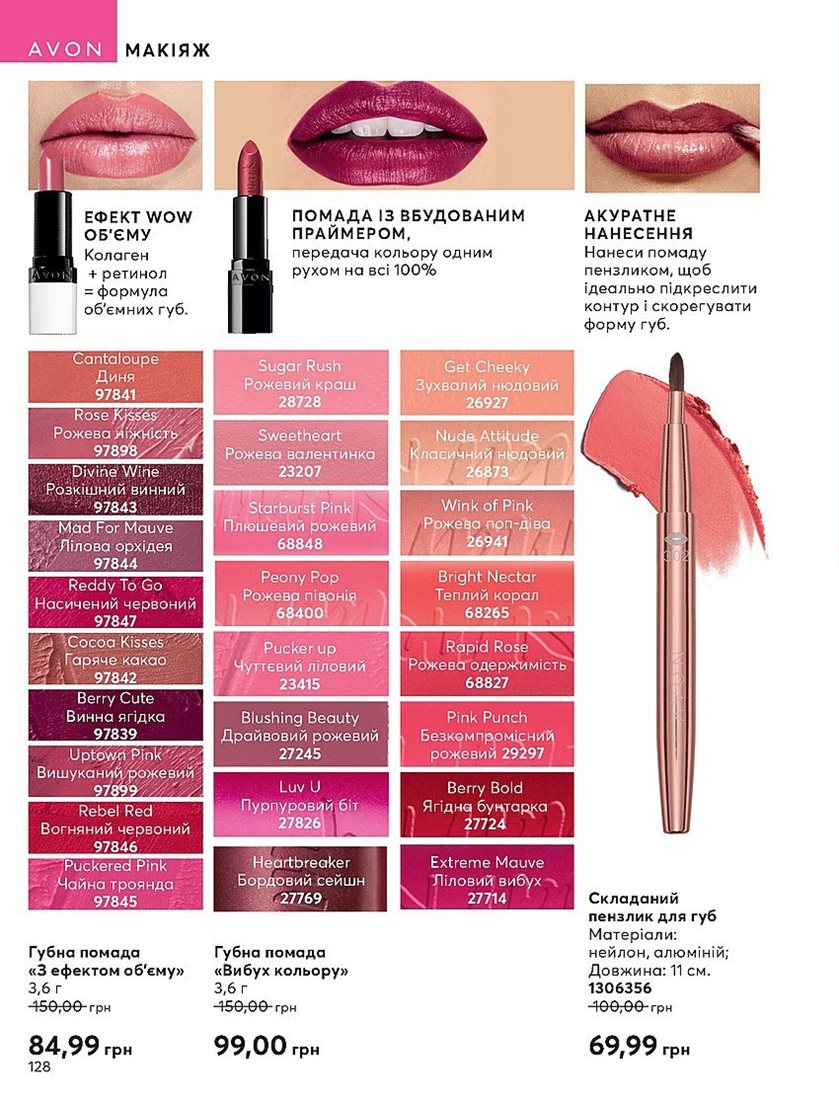 AVON
МАКІЯЖ
ЕФЕКТ WOW
ОБ'ЄМУ
Колаген
+ ретинол
= формула
об'ємних губ.
AVON
ПОМАДА ІЗ ВБУДОВАНИМ
ПРАЙМЕРОМ,
передача кольору одним
рухом на всі 100%
AVON
АКУРАТНЕ
НАНЕСЕННЯ
Нанеси помаду
пензликом, щоб
ідеально підкреслити
контур і скорегувати
форму губ.
Cantaloupe
Диня
97841
Rose Kisses
Рожева ніжність
97898
Divine Wine
Розкішний винний
97843
Mad For Mauve
Лілова орхідея
97844
Reddy To Go
Насичений червоний
97847
Cocoa Kisses
Гаряче какао
97842
Berry Cute
Винна ягідка
97839
Uptown Pink
Вишуканий рожевий
97899
Rebel Red
Вогняний червоний
97846
Puckered Pink
Чайна троянда
97845
Sugar Rush
Рожевий краш
28728
Sweetheart
Рожева валентинка
23207
Starburst Pink
Плюшевий рожевий
68848
Peony Pop
Рожева півонія
68400
Pucker up
Чуттєвий ліловий
23415
Blushing Beauty
Драйвовий рожевий
27245
Luv U
Пурпуровий біт
27826
Heartbreaker
Бордовий сейшн
27769
Get Cheeky
Зухвалий нюдовий
26927
Nude Attitude
Класичний нюдовий
26873
Wink of Pink
Рожева поп-діва
26941
Bright Nectar
Теплий корал
68265
Rapid Rose
Рожева одержимість
68827
Pink Punch
Безкомпромісний
рожевий 29297
Berry Bold
Ягідна бунтарка
27724
Extreme Mauve
Ліловий вибух
27714
302
AVON
Губна помада
«З ефектом об'єму»
3,6 г
150,00 грн
84,99 грн
Губна помада
«Вибух кольору»
3,6 г
150,00 грн
99,00 грн
Складаний
пензлик для губ
Матеріали:
нейлон, алюміній;
Довжина: 11 см.
1306356
100,00 грн
69,99 грн
128